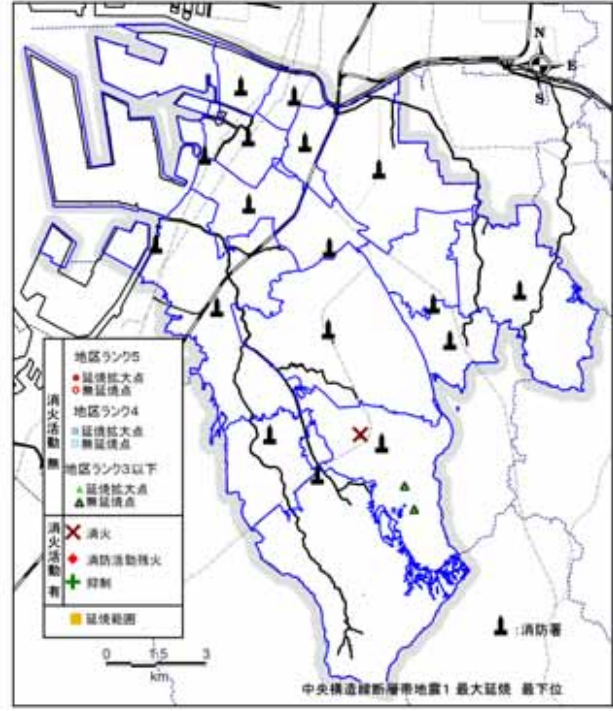 N
E
S
地区ランク5
延焼拡大点
無延焼点
地区ランク4
延焼拡大点
無延焼点
地区ランク3以下
延焼拡大点
無延焼点
消火活動 無
消火
消防活動残火
抑制
消火活動 有
延焼範囲
0 1.5 3
km
:消防署
中央構造線断層帯地震1 最大延焼 最下位